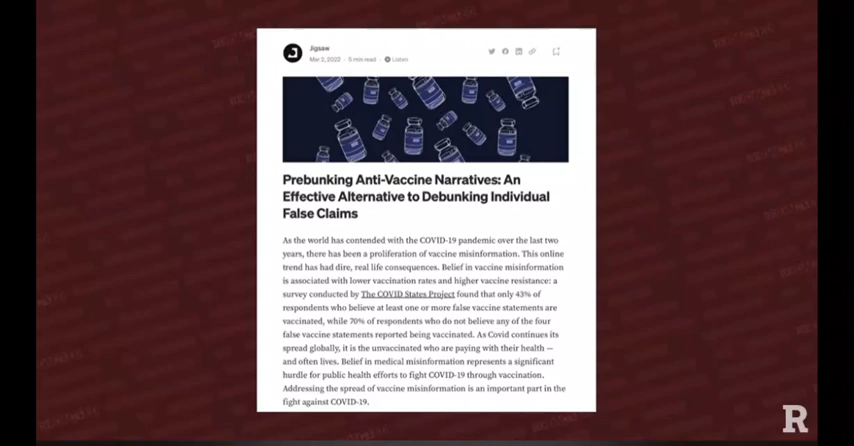 Jigsaw
Mar 2, 2022 · 5 min read · Listen
Prebunking Anti-Vaccine Narratives: An
Effective Alternative to Debunking Individual
False Claims
As the world has contended with the COVID-19 pandemic over the last two
years, there has been a proliferation of vaccine misinformation. This online
trend has had dire, real life consequences. Belief in vaccine misinformation
is associated with lower vaccination rates and higher vaccine resistance: a
survey conducted by The COVID States Project found that only 43% of
respondents who believe at least one or more false vaccine statements are
vaccinated, while 70% of respondents who do not believe any of the four
false vaccine statements reported being vaccinated. As Covid continues its
spread globally, it is the unvaccinated who are paying with their health —
and often lives. Belief in medical misinformation represents a significant
hurdle for public health efforts to fight COVID-19 through vaccination.
Addressing the spread of vaccine misinformation is an important part in the
fight against COVID-19.
R